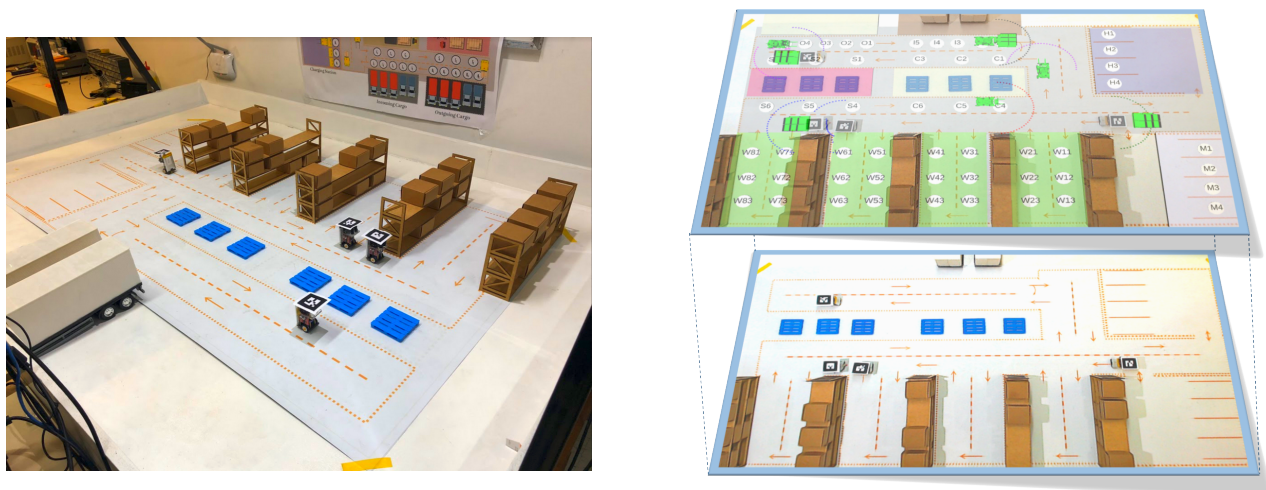 Charging Station
Incoming Cargo
Outgoing Cargo
O4 O3 O2 O1 I5 I4 I3
S1 C3 C2 C1
S6 S5 S4 C6 C5 C4
H1
H2
H3
H4
W81 W71 W61 W51 W41 W31 W21 W11
W82 W72 W62 W52 W42 W32 W22 W12
W83 W73 W63 W53 W43 W33 W23 W13
M1
M2
M3
M4